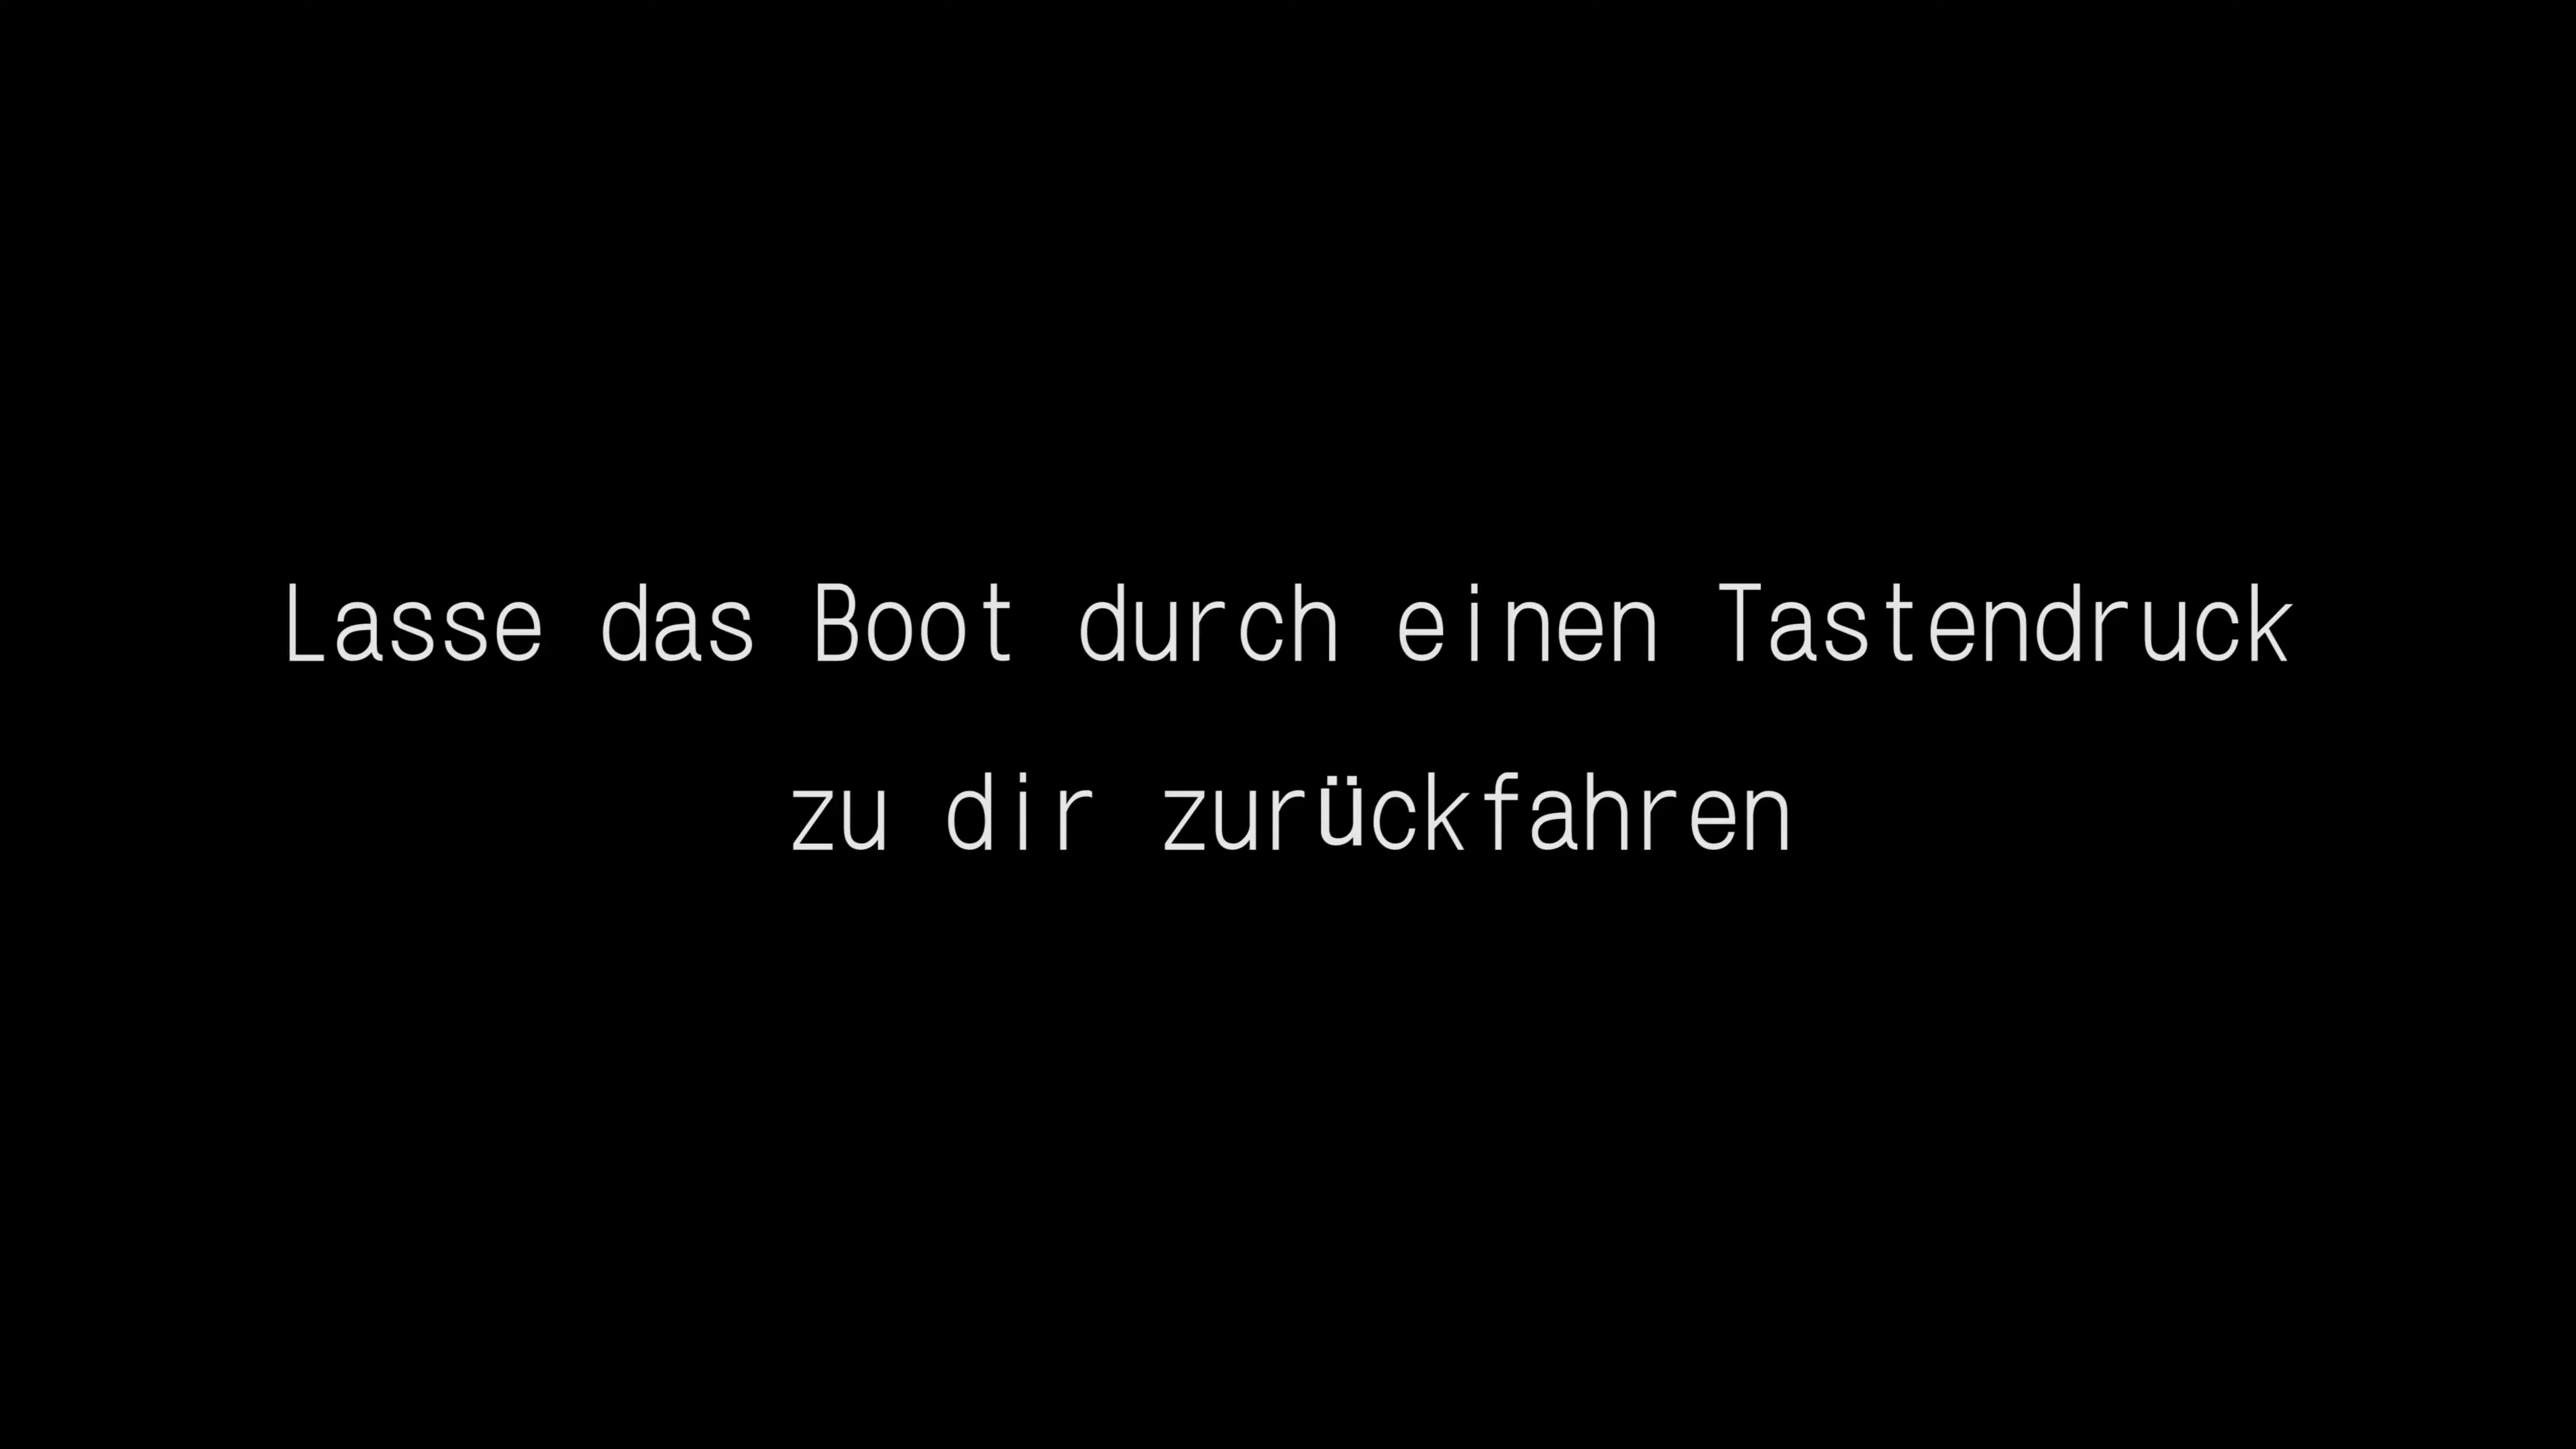 Lasse das Boot durch einen Tastendruck
zu dir zurückfahren